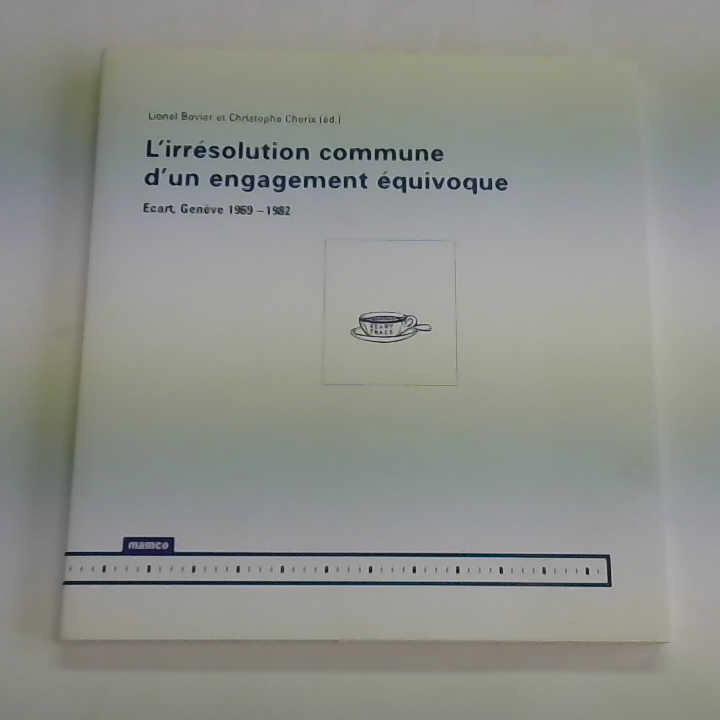 Lionel Bovier et Christophe Cherix (éd.)
L'irrésolution commune
d'un engagement équivoque
Ecart, Genève 1969 – 1982
mamco